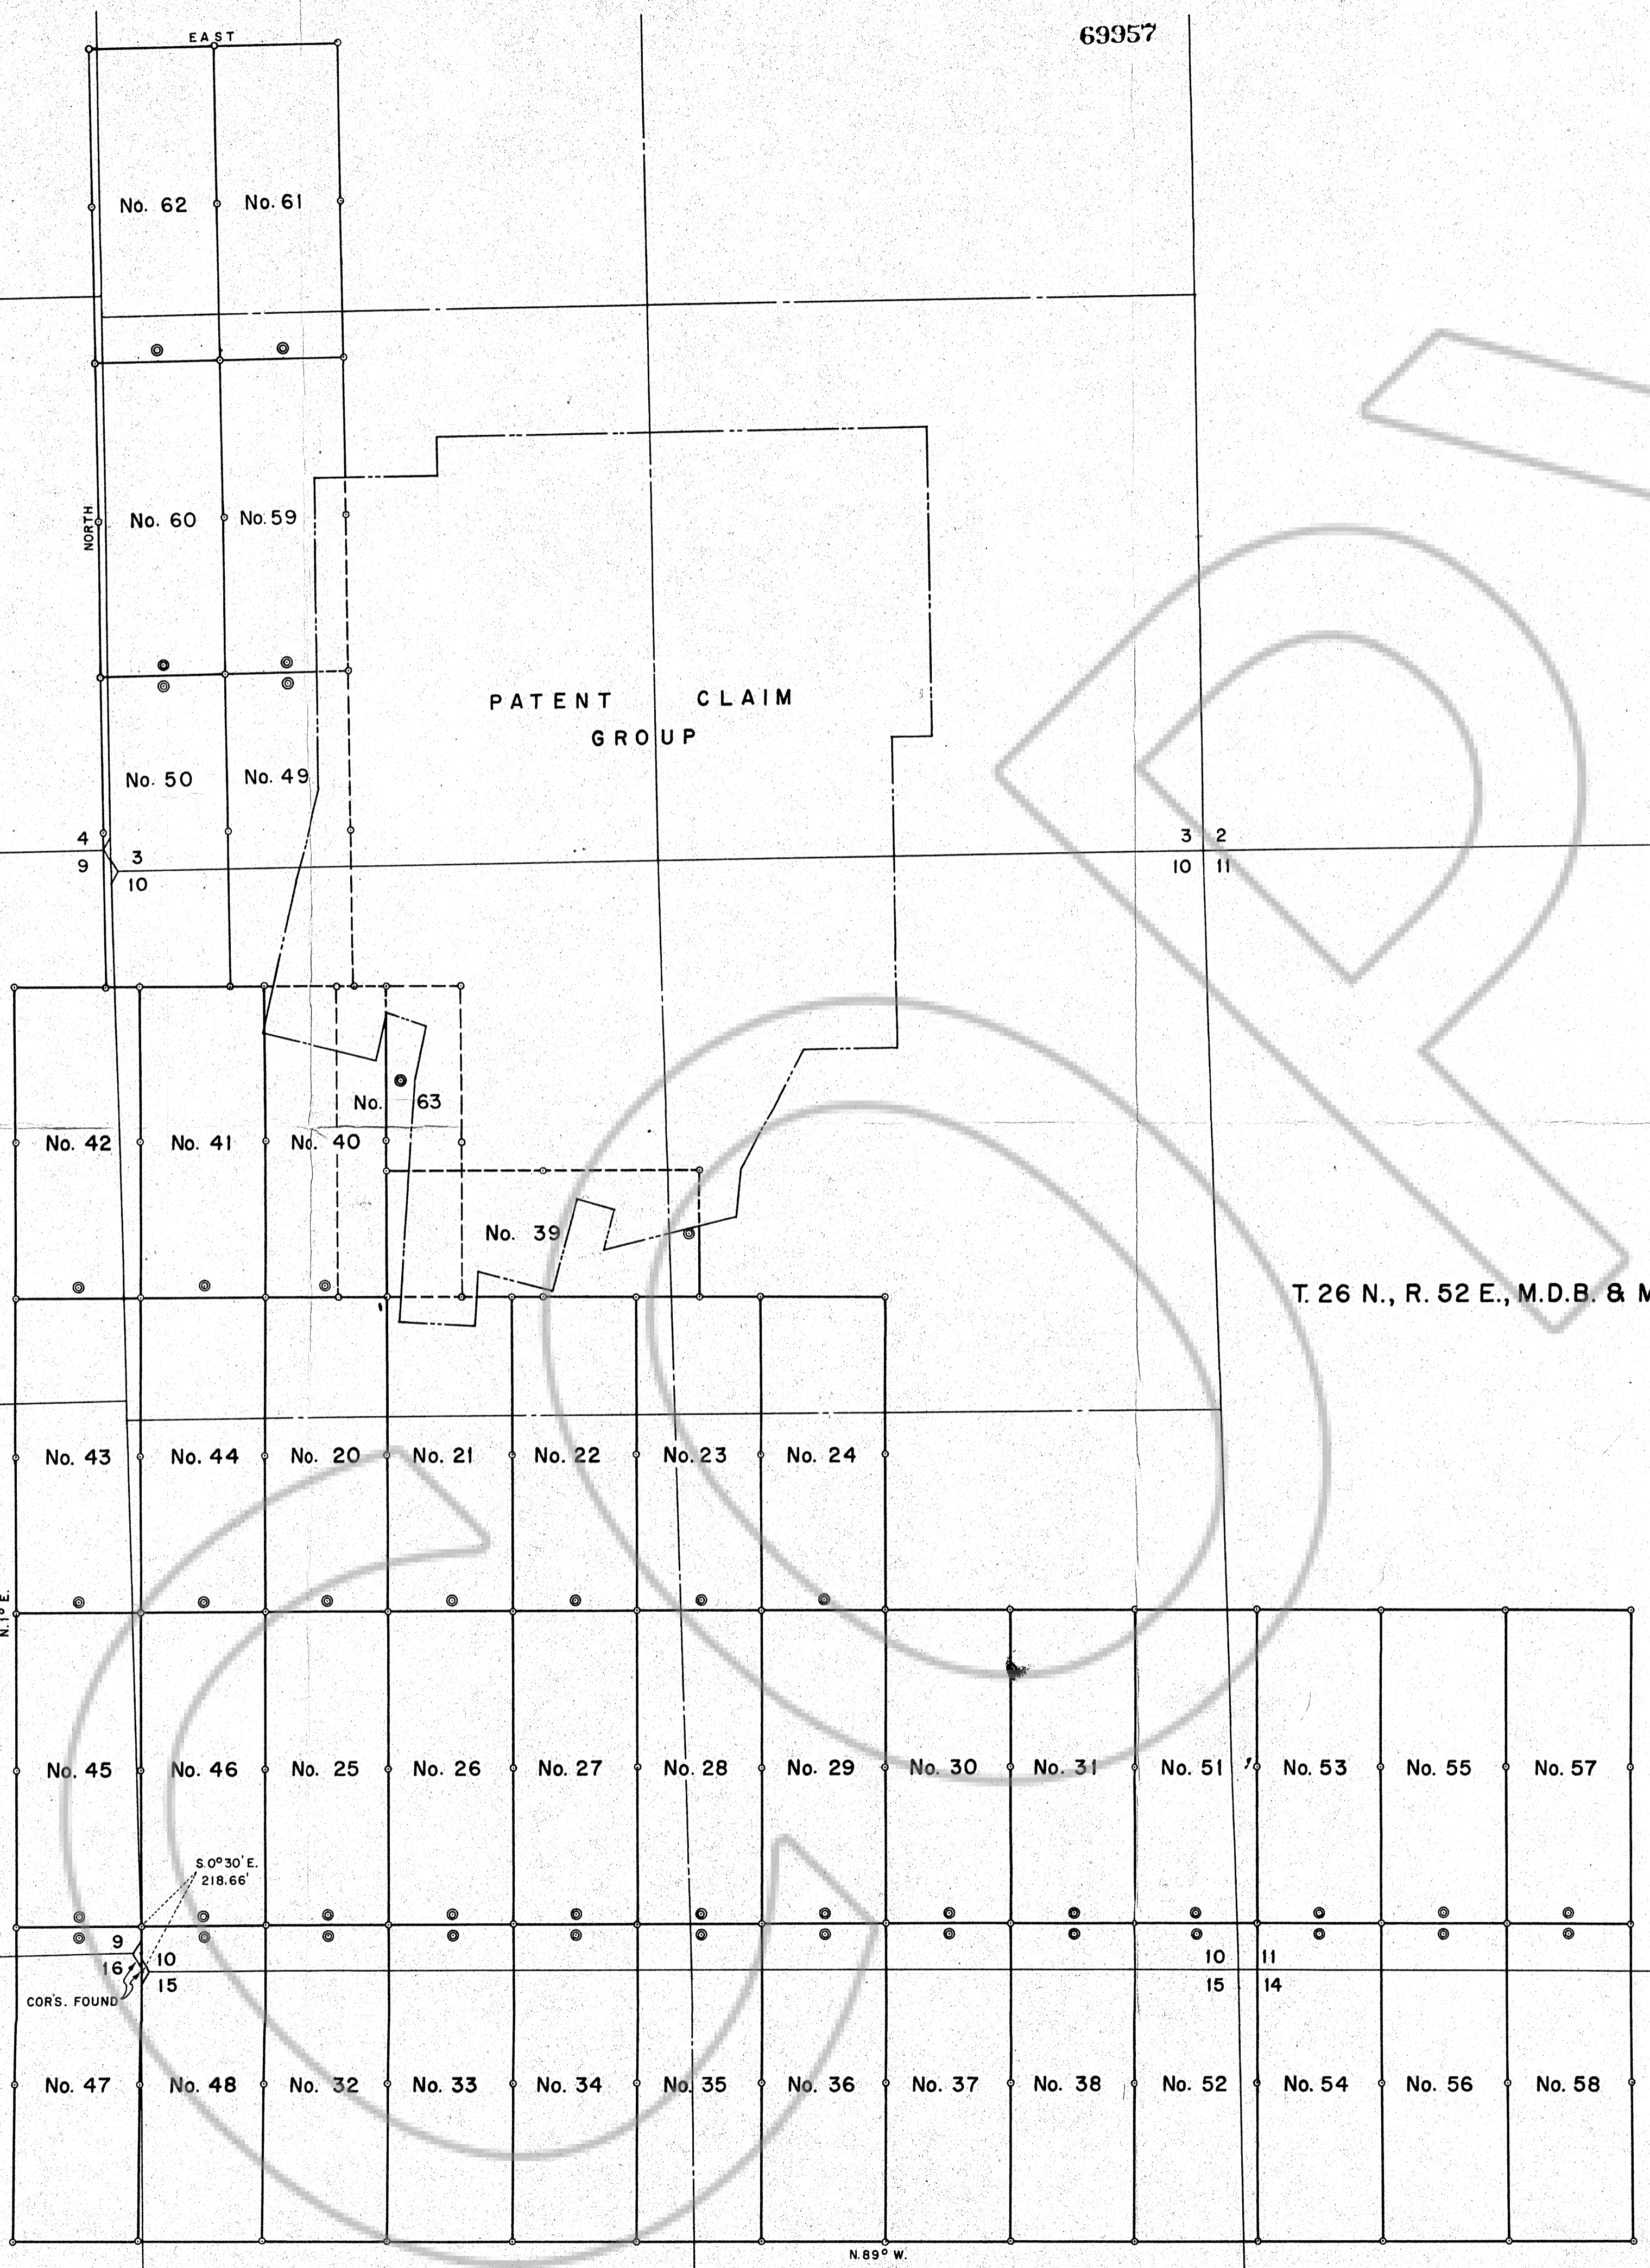 69957
EAST
No. 62 No. 61
NORTH
No. 60 No. 59
PATENT CLAIM
GROUP
No. 50 No. 49
4 3 3 2
9 10 10 11
No. 63
No. 42 No. 41 No. 40
No. 39
T. 26 N., R. 52 E., M.D.B. & M
No. 43 No. 44 No. 20 No. 21 No. 22 No. 23 No. 24
N. 1° E.
No. 45 No. 46 No. 25 No. 26 No. 27 No. 28 No. 29 No. 30 No. 31 No. 51 No. 53 No. 55 No. 57
S. 0° 30' E.
218.66'
9 10 10 11
16 15 15 14
COR'S. FOUND
No. 47 No. 48 No. 32 No. 33 No. 34 No. 35 No. 36 No. 37 No. 38 No. 52 No. 54 No. 56 No. 58
N. 89° W.